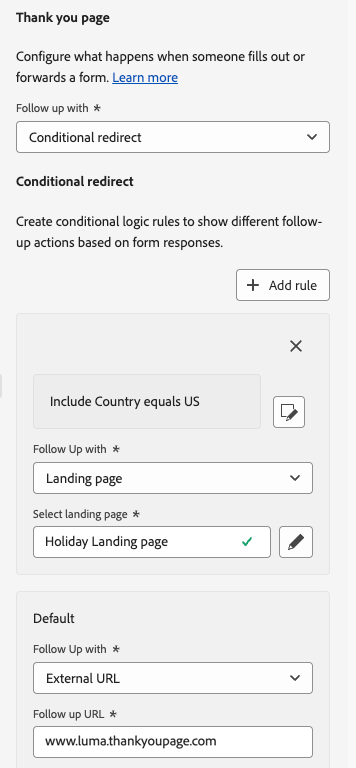 Thank you page
Configure what happens when someone fills out or
forwards a form. Learn more
Follow up with *
Conditional redirect
Conditional redirect
Create conditional logic rules to show different follow-
up actions based on form responses.
+ Add rule
Include Country equals US
Follow Up with *
Landing page
Select landing page *
Holiday Landing page
Default
Follow Up with *
External URL
Follow up URL *
www.luma.thankyoupage.com